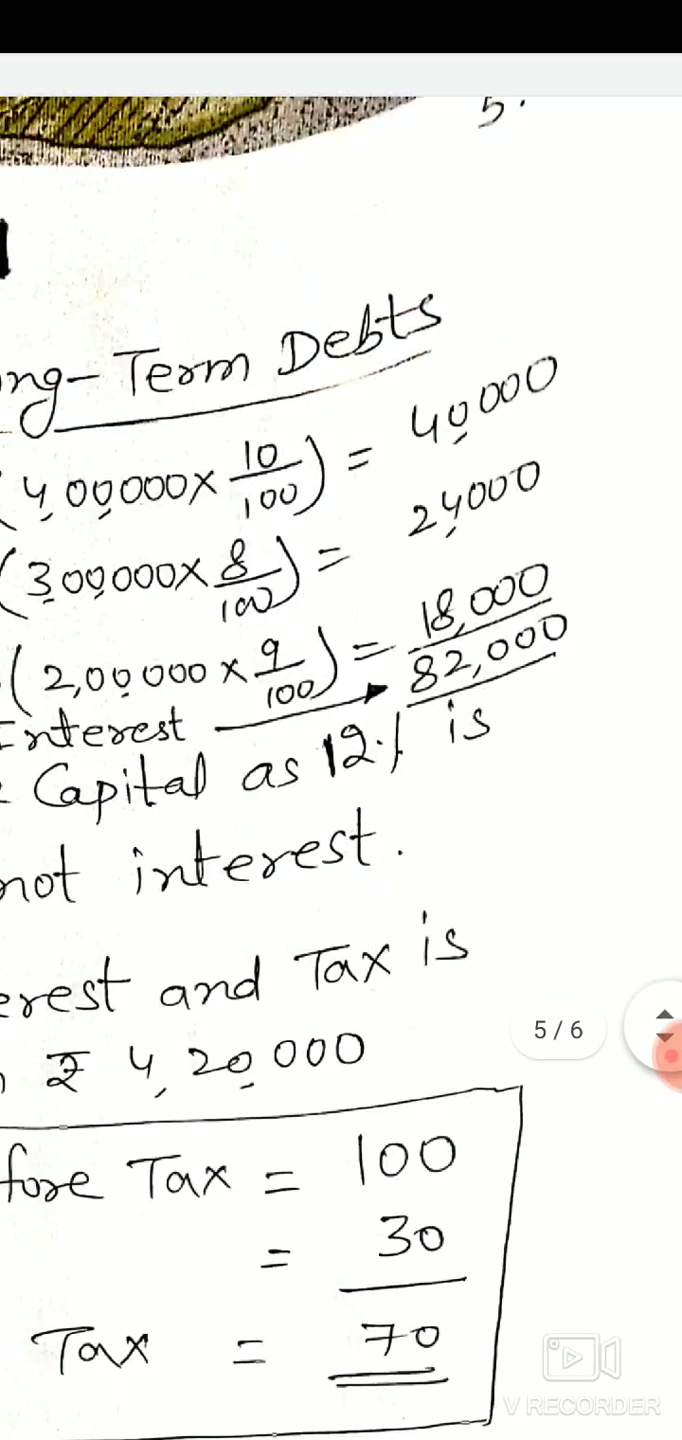 5.
ng-Term Debts
(4,00,000 x 10/100) = 40,000
(3,00,000 x 8/100) = 24,000
(2,00,000 x 9/100) = 18,000
Interest → 82,000
Capital as 12% is
not interest.
erest and Tax is
₹ 4,20,000
fore Tax = 100
= 30
Tax = 70
5 / 6
V RECORDER